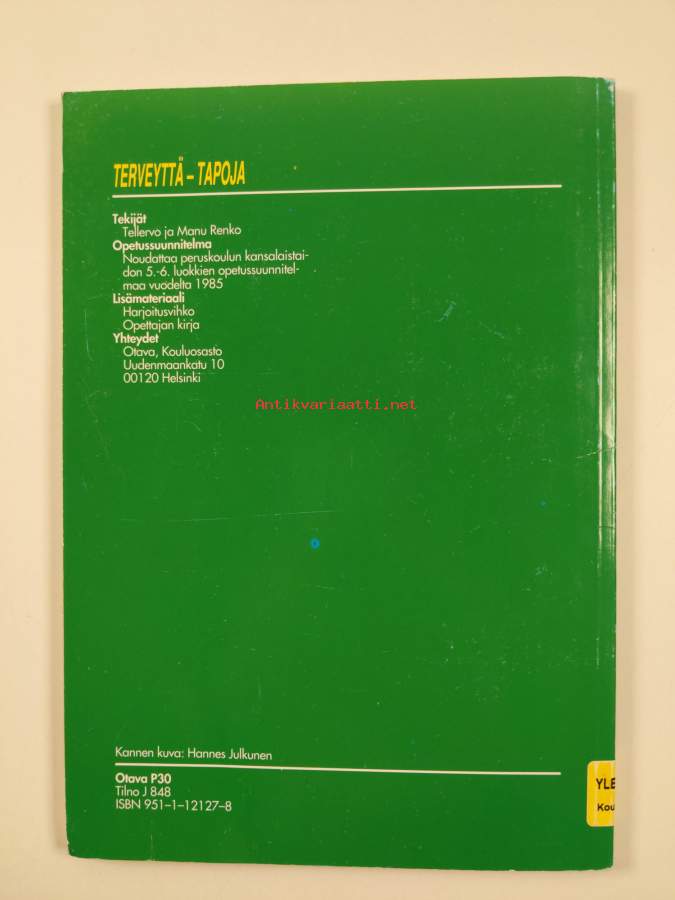 TERVEYTTÄ – TAPOJA
Tekijät
Tellervo ja Manu Renko
Opetussuunnitelma
Noudattaa peruskoulun kansalaistai-
don 5.-6. luokkien opetussuunnitel-
maa vuodelta 1985
Lisämateriaali
Harjoitusvihko
Opettajan kirja
Yhteydet
Otava, Kouluosasto
Uudenmaankatu 10
00120 Helsinki
Antikvariaatti.net
Kannen kuva: Hannes Julkunen
Otava P30
Tilno J 848
ISBN 951–1–12127–8
YLE
Kou